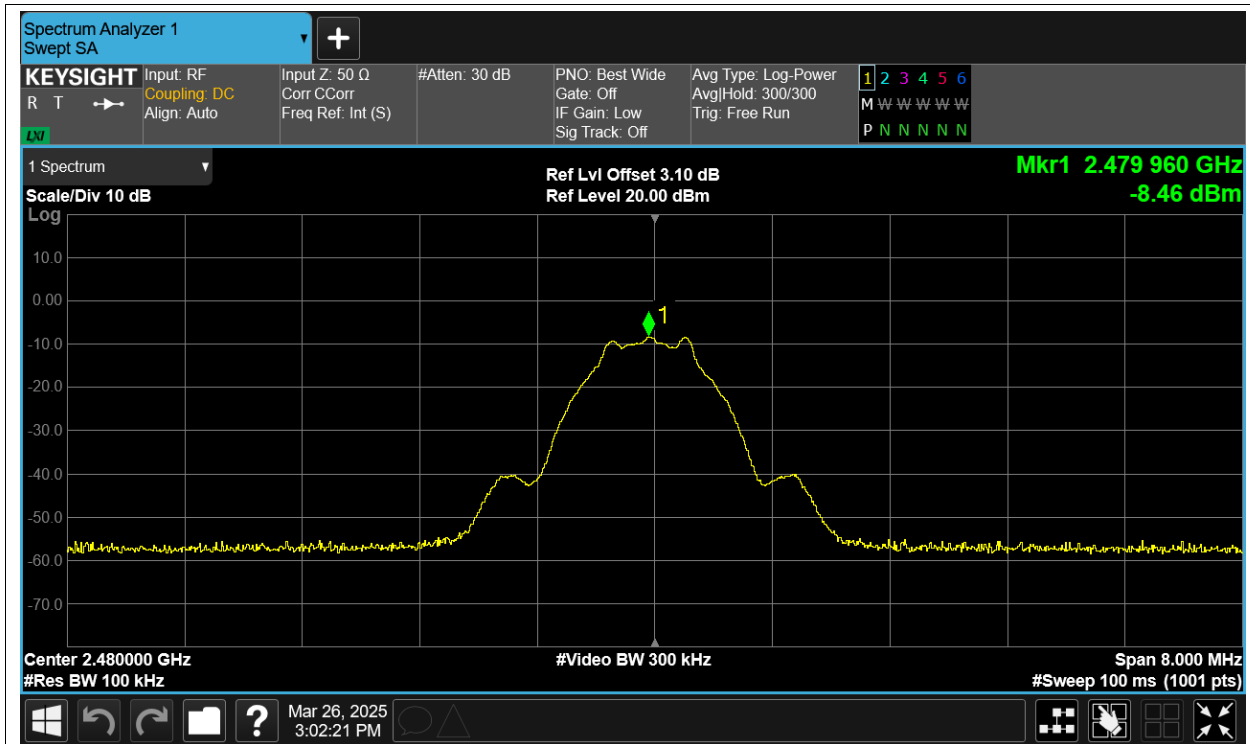 Spectrum Analyzer 1
Swept SA
KEYSIGHT
R T
LXI
Input: RF
Coupling: DC
Align: Auto
Input Z: 50 Ω
Corr CCorr
Freq Ref: Int (S)
#Atten: 30 dB
PNO: Best Wide
Gate: Off
IF Gain: Low
Sig Track: Off
Avg Type: Log-Power
Avg|Hold: 300/300
Trig: Free Run
1 2 3 4 5 6
M W W W W W
P N N N N N
1 Spectrum
Scale/Div 10 dB
Log
Ref Lvl Offset 3.10 dB
Ref Level 20.00 dBm
Mkr1 2.479 960 GHz
-8.46 dBm
10.0
0.00
1
-10.0
-20.0
-30.0
-40.0
-50.0
-60.0
-70.0
Center 2.480000 GHz
#Video BW 300 kHz
Span 8.000 MHz
#Res BW 100 kHz
#Sweep 100 ms (1001 pts)
?
Mar 26, 2025
3:02:21 PM